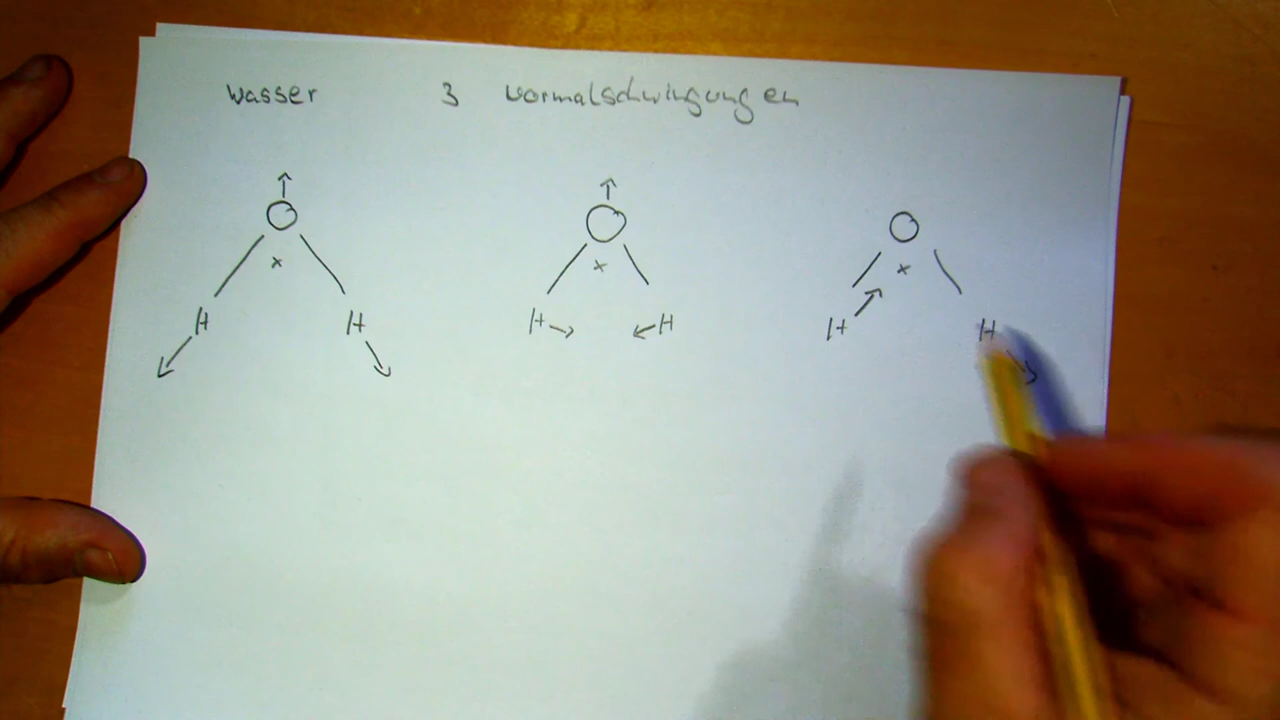 Wasser 3 Normalschwingungen
O O O
x x x
H H H H H H